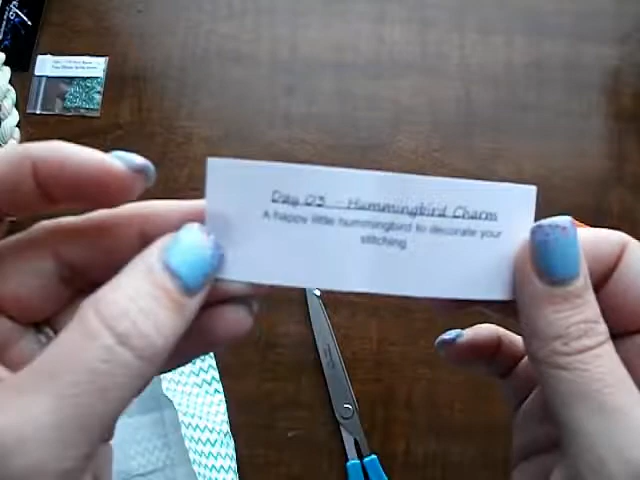 Day 03 - Hummingbird Charm
A happy little hummingbird to decorate your
stitching